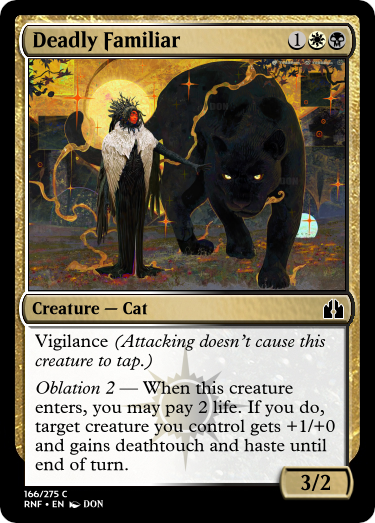 Deadly Familiar 1
Creature — Cat
Vigilance (Attacking doesn't cause this
creature to tap.)
Oblation 2 — When this creature
enters, you may pay 2 life. If you do,
target creature you control gets +1/+0
and gains deathtouch and haste until
end of turn.
3/2
166/275 C
RNF • EN DON